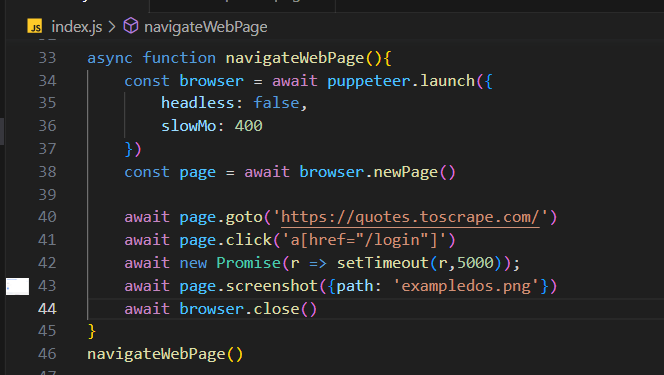 JS index.js > navigateWebPage
33 async function navigateWebPage(){
34     const browser = await puppeteer.launch({
35         headless: false,
36         slowMo: 400
37     })
38     const page = await browser.newPage()
39
40     await page.goto('https://quotes.toscrape.com/')
41     await page.click('a[href="/login"]')
42     await new Promise(r => setTimeout(r,5000));
43     await page.screenshot({path: 'exampledos.png'})
44     await browser.close()
45 }
46 navigateWebPage()